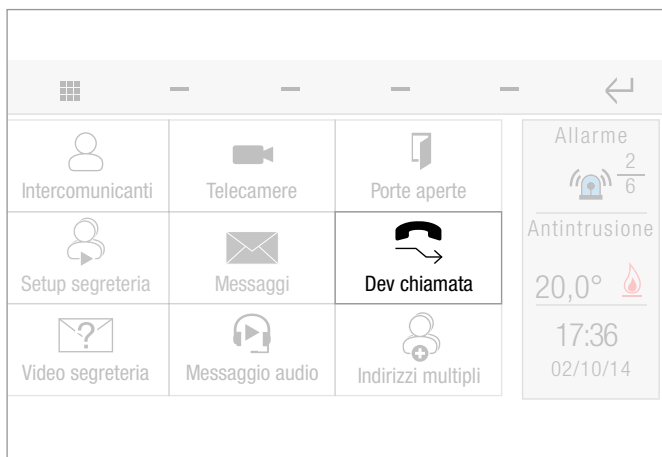 Intercomunicanti
Telecamere
Porte aperte
Setup segreteria
Messaggi
Dev chiamata
Video segreteria
Messaggio audio
Indirizzi multipli
Allarme
2
6
Antintrusione
20,0°
17:36
02/10/14